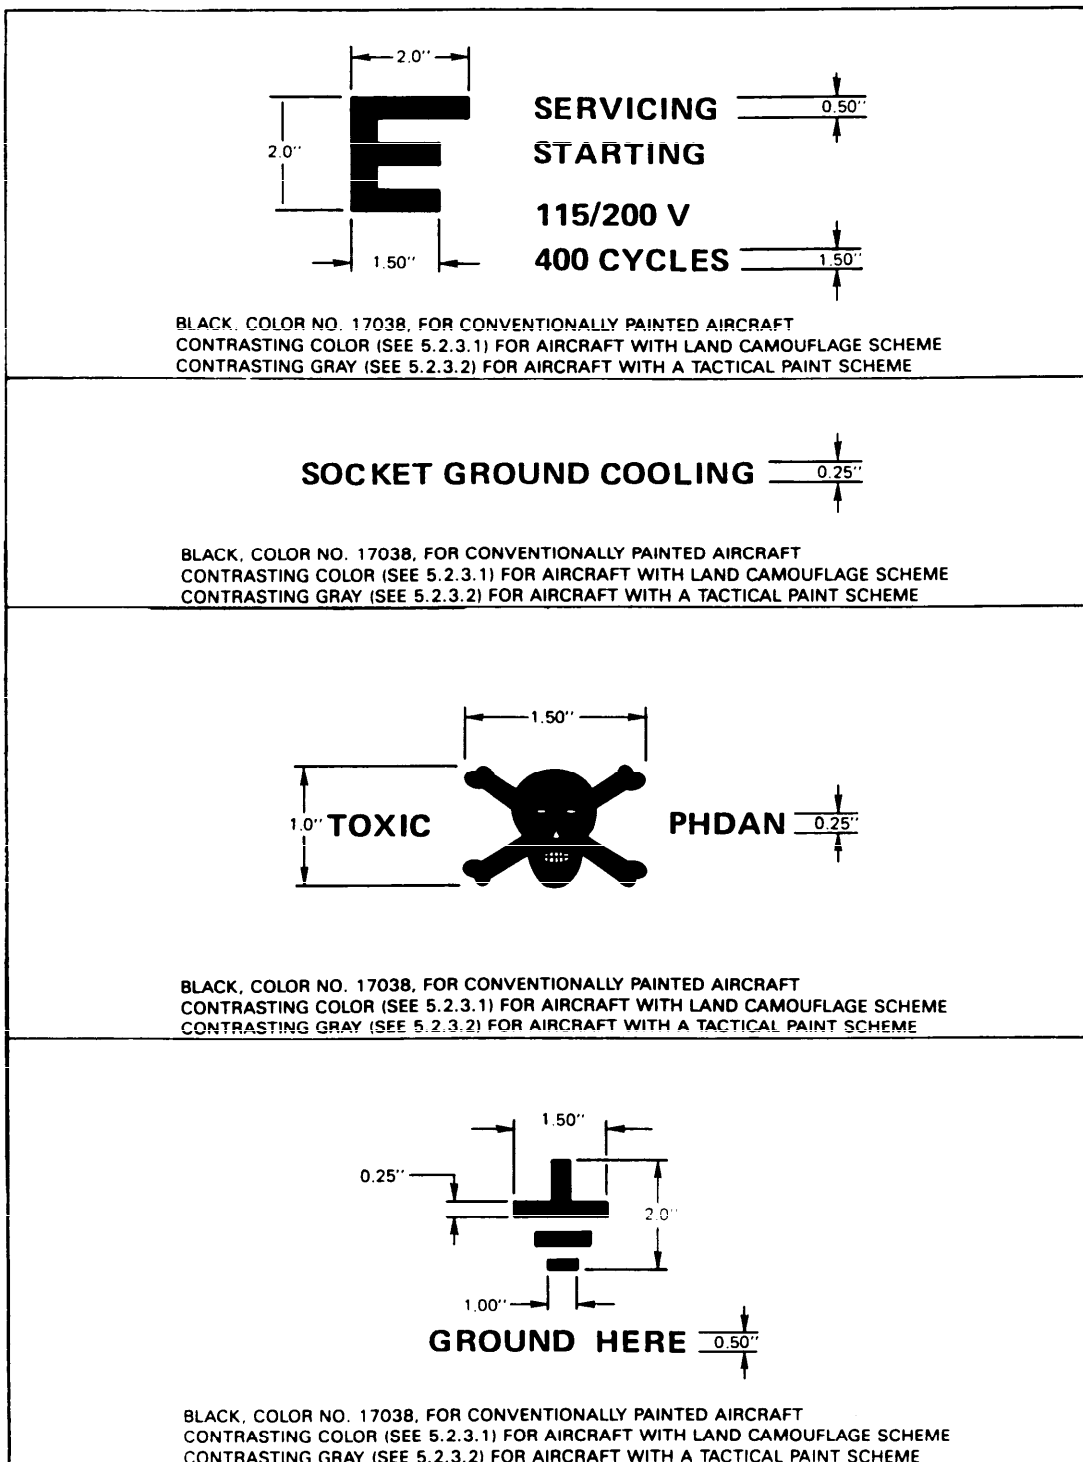 2.0"
SERVICING 0.50"
2.0"
STARTING
115/200 V
1.50" 400 CYCLES 1.50"
BLACK, COLOR NO. 17038, FOR CONVENTIONALLY PAINTED AIRCRAFT
CONTRASTING COLOR (SEE 5.2.3.1) FOR AIRCRAFT WITH LAND CAMOUFLAGE SCHEME
CONTRASTING GRAY (SEE 5.2.3.2) FOR AIRCRAFT WITH A TACTICAL PAINT SCHEME
SOCKET GROUND COOLING 0.25"
BLACK, COLOR NO. 17038, FOR CONVENTIONALLY PAINTED AIRCRAFT
CONTRASTING COLOR (SEE 5.2.3.1) FOR AIRCRAFT WITH LAND CAMOUFLAGE SCHEME
CONTRASTING GRAY (SEE 5.2.3.2) FOR AIRCRAFT WITH A TACTICAL PAINT SCHEME
1.50"
1.0" TOXIC PHDAN 0.25"
BLACK, COLOR NO. 17038, FOR CONVENTIONALLY PAINTED AIRCRAFT
CONTRASTING COLOR (SEE 5.2.3.1) FOR AIRCRAFT WITH LAND CAMOUFLAGE SCHEME
CONTRASTING GRAY (SEE 5.2.3.2) FOR AIRCRAFT WITH A TACTICAL PAINT SCHEME
1.50"
0.25"
2.0"
1.00"
GROUND HERE 0.50"
BLACK, COLOR NO. 17038, FOR CONVENTIONALLY PAINTED AIRCRAFT
CONTRASTING COLOR (SEE 5.2.3.1) FOR AIRCRAFT WITH LAND CAMOUFLAGE SCHEME
CONTRASTING GRAY (SEE 5.2.3.2) FOR AIRCRAFT WITH A TACTICAL PAINT SCHEME